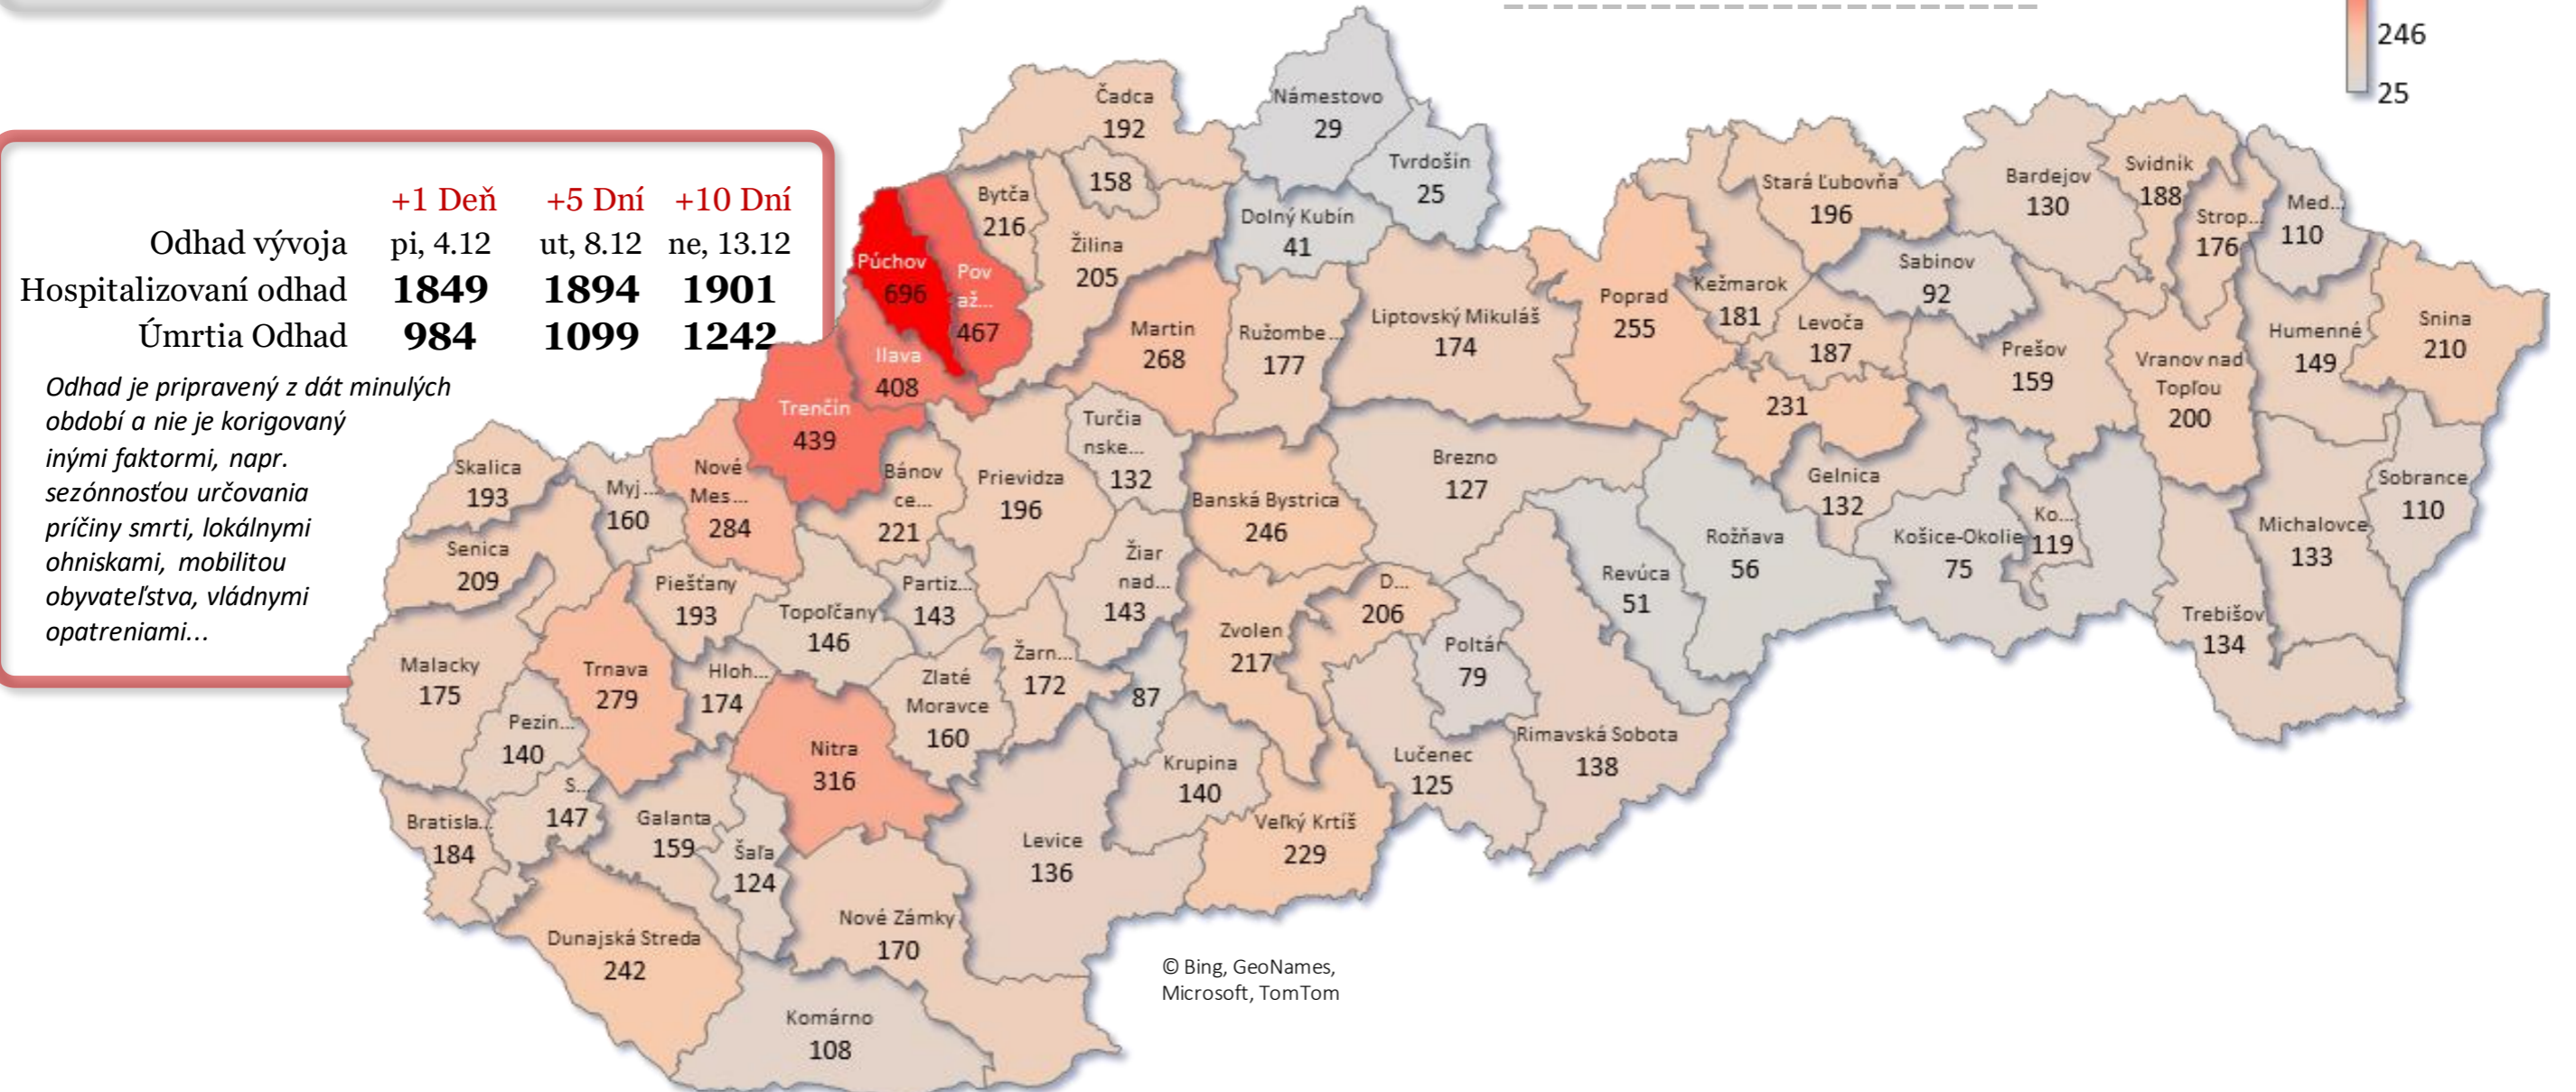 246
25
+1 Deň +5 Dní +10 Dní
Odhad vývoja pi, 4.12 ut, 8.12 ne, 13.12
Hospitalizovaní odhad 1849 1894 1901
Úmrtia Odhad 984 1099 1242
Odhad je pripravený z dát minulých
období a nie je korigovaný
inými faktormi, napr.
sezónnosťou určovania
príčiny smrti, lokálnymi
ohniskami, mobilitou
obyvateľstva, vládnymi
opatreniami...
Čadca
192
Námestovo
29
Tvrdošín
25
Dolný Kubín
41
158
Bytča
216
Žilina
205
Púchov
696
Pov
až...
467
Ilava
408
Trenčín
439
Martin
268
Ružombe...
177
Liptovský Mikuláš
174
Poprad
255
Kežmarok
181
Stará Ľubovňa
196
Levoča
187
Sabinov
92
Bardejov
130
Svidník
188
Strop...
176
Med...
110
Prešov
159
Vranov nad
Topľou
200
Humenné
149
Snina
210
231
Gelnica
132
Košice-Okolie
75
Ko...
119
Michalovce
133
Sobrance
110
Trebišov
134
Rožňava
56
Revúca
51
Brezno
127
Banská Bystrica
246
Turčia
nske...
132
Prievidza
196
Bánov
ce...
221
Nové
Mes...
284
Myj...
160
Skalica
193
Senica
209
Piešťany
193
Topoľčany
146
Partiz...
143
Žiar
nad...
143
Žarn...
172
87
Zvolen
217
D...
206
Poltár
79
Rimavská Sobota
138
Lučenec
125
Veľký Krtíš
229
Krupina
140
Levice
136
Zlaté
Moravce
160
Nitra
316
Hloh...
174
Trnava
279
Malacky
175
Pezin...
140
S...
147
Bratisla...
184
Galanta
159
Šaľa
124
Dunajská Streda
242
Nové Zámky
170
Komárno
108
© Bing, GeoNames,
Microsoft, TomTom